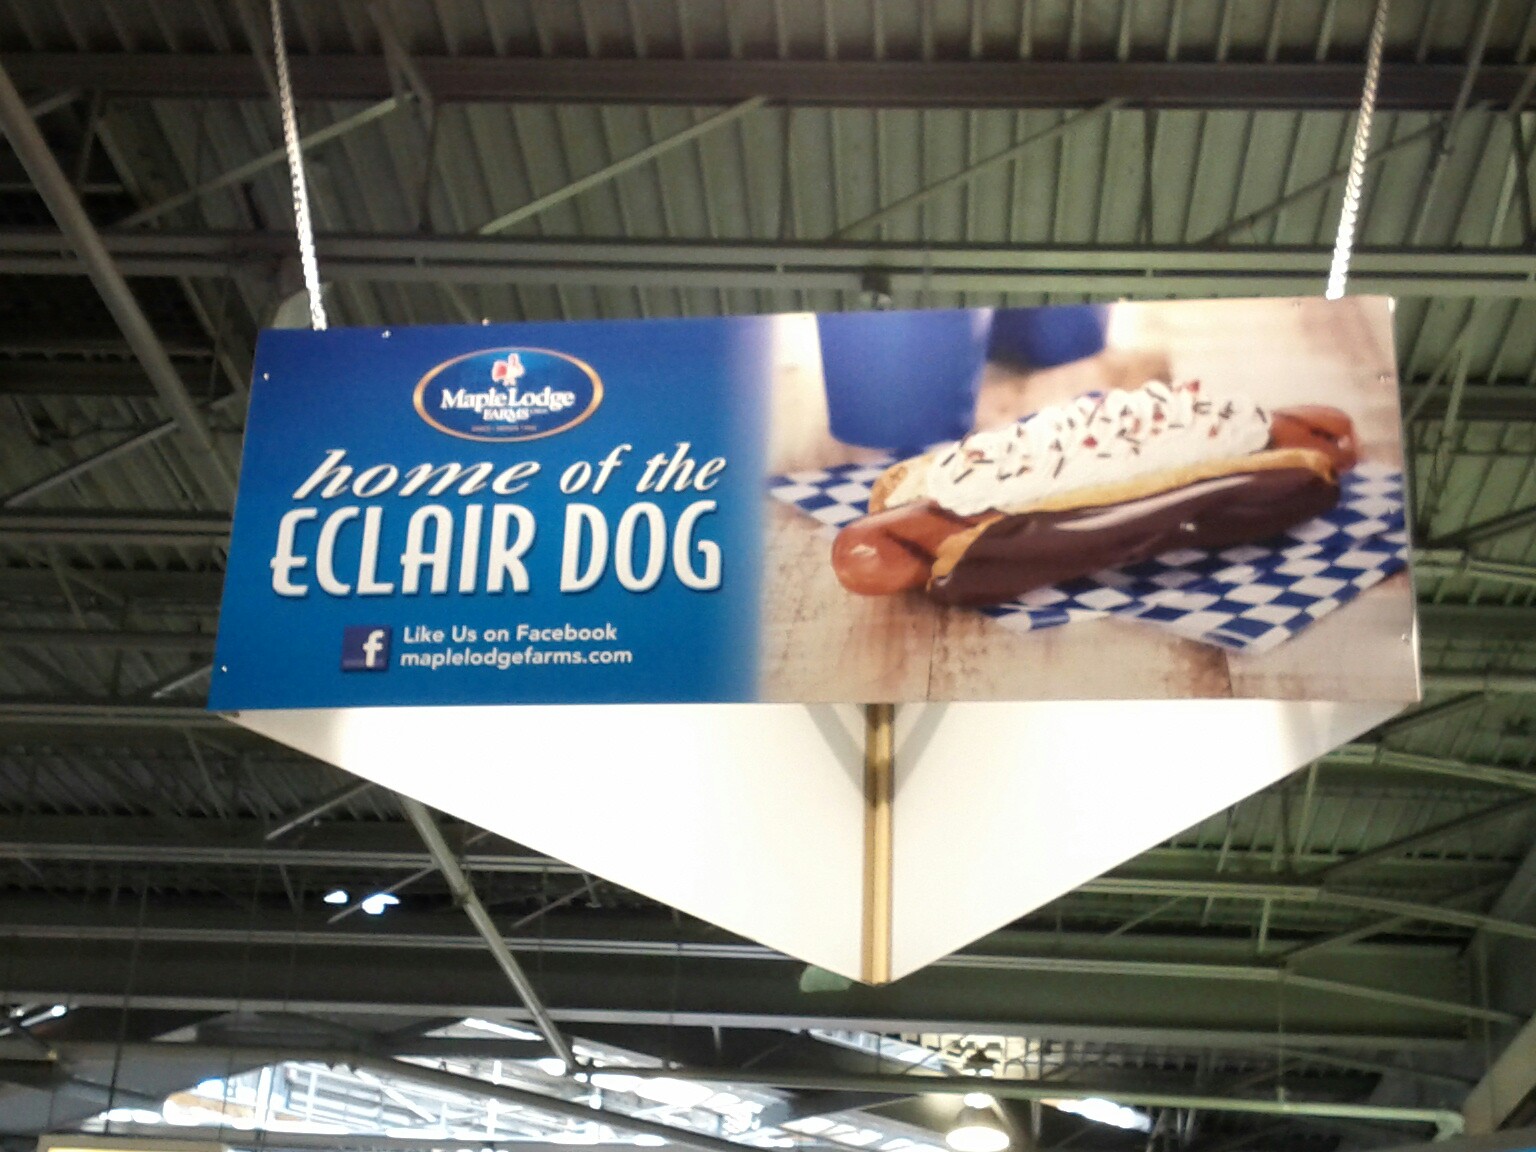 Maple Lodge
FARMS
home of the
ECLAIR DOG
f
Like Us on Facebook
maplelodgefarms.com